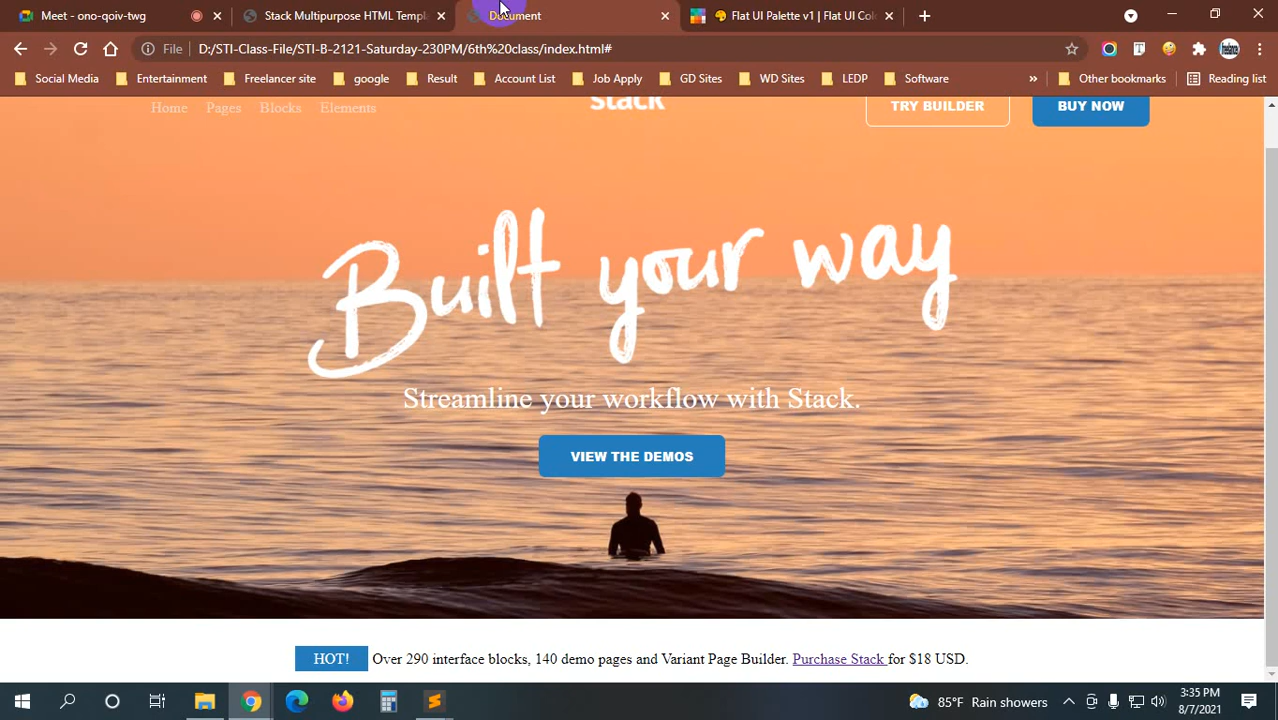 Meet - ono-qoiv-twg
Stack Multipurpose HTML Templ
Document
Flat UI Palette v1 | Flat UI Col
File
D:/STI-Class-File/STI-B-2121-Saturday-230PM/6th%20class/index.html#
Social Media
Entertainment
Freelancer site
google
Result
Account List
Job Apply
GD Sites
WD Sites
LEDP
Software
»
Other bookmarks
Reading list
Home Pages Blocks Elements
stack
TRY BUILDER
BUY NOW
Built your way
Streamline your workflow with Stack.
VIEW THE DEMOS
HOT! Over 290 interface blocks, 140 demo pages and Variant Page Builder. Purchase Stack for $18 USD.
85°F Rain showers
3:35 PM
8/7/2021